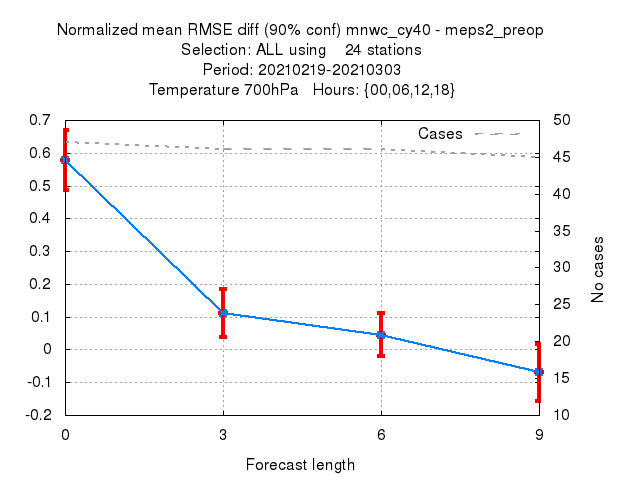 Normalized mean RMSE diff (90% conf) mnwc_cy40 - meps2_preop
Selection: ALL using    24 stations
Period: 20210219-20210303
Temperature 700hPa   Hours: {00,06,12,18}
0.7
0.6
0.5
0.4
0.3
0.2
0.1
0
-0.1
-0.2
Cases
50
45
40
35
30
25
20
15
10
No cases
0 3 6 9
Forecast length